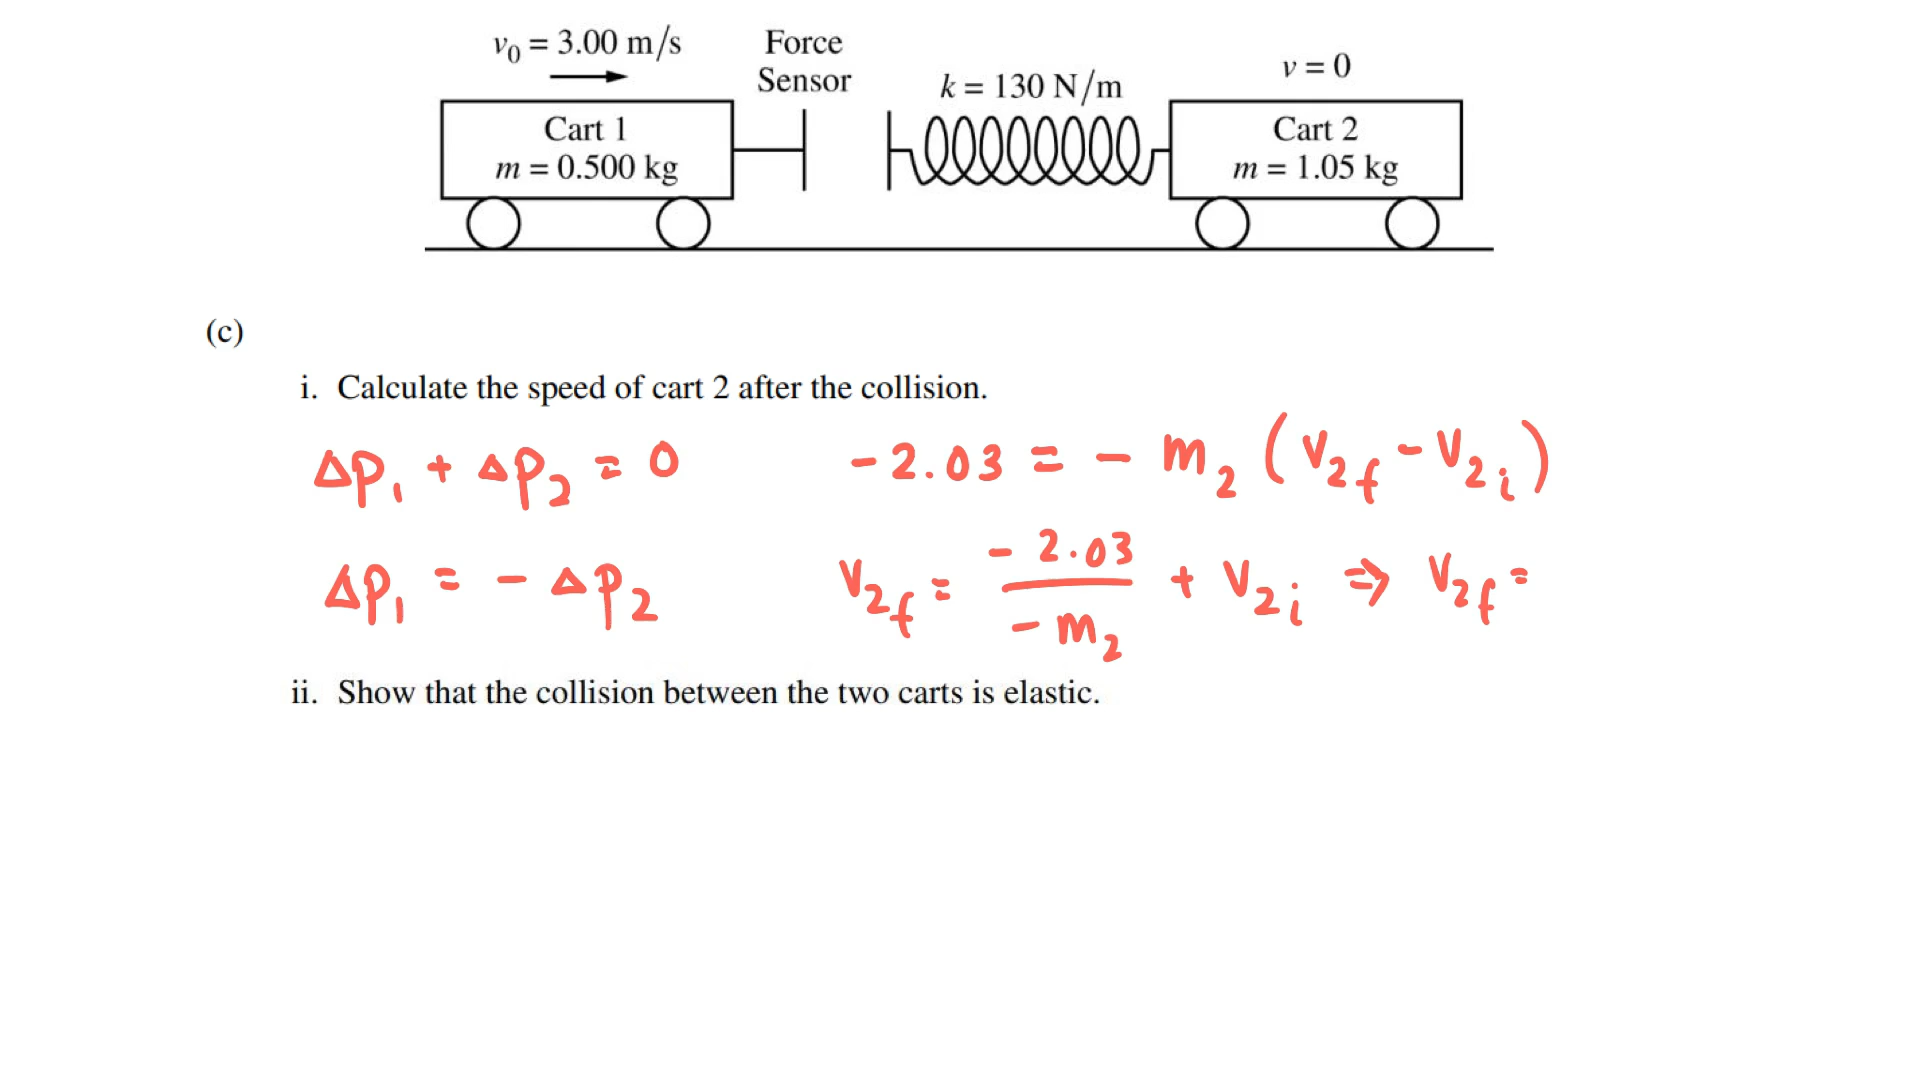 v₀ = 3.00 m/s
Force
Sensor
k = 130 N/m
v = 0
Cart 1
m = 0.500 kg
Cart 2
m = 1.05 kg
(c)
i. Calculate the speed of cart 2 after the collision.
Δp₁ + Δp₂ = 0
-2.03 = - m₂ (v₂f - v₂i)
Δp₁ = - Δp₂
v₂f = -2.03 / -m₂ + v₂i ⇒ v₂f =
ii. Show that the collision between the two carts is elastic.